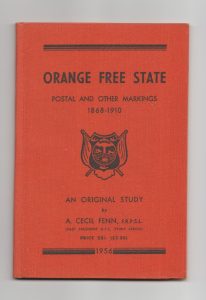 ORANGE FREE STATE
POSTAL AND OTHER MARKINGS
1868-1910
AN ORIGINAL STUDY
BY
A. CECIL FENN,
1956